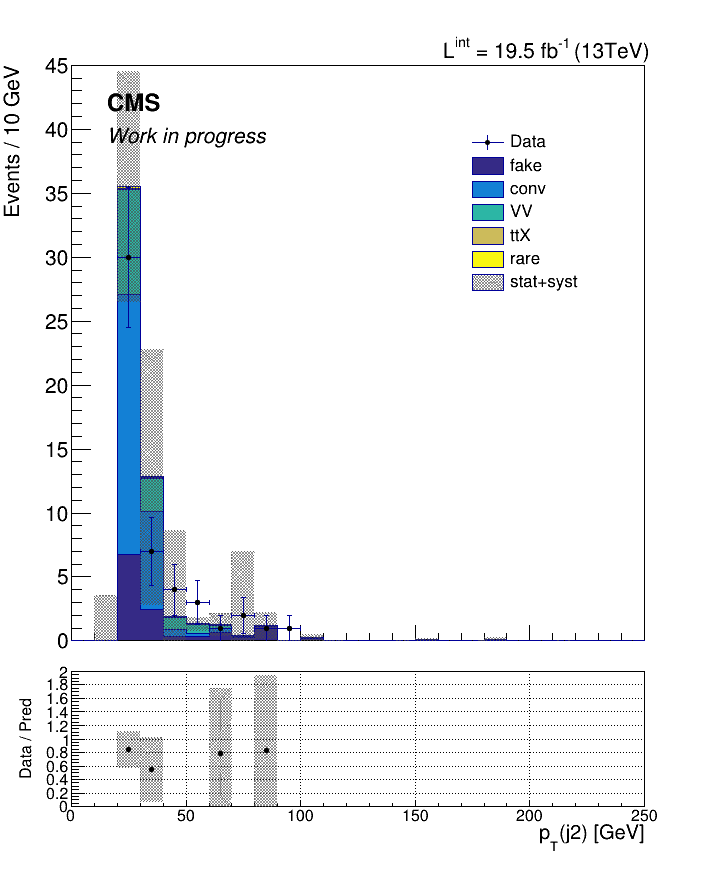 L^int = 19.5 fb^-1 (13TeV)
Events / 10 GeV
45
40
35
30
25
20
15
10
5
0
CMS
Work in progress
Data
fake
conv
VV
ttX
rare
stat+syst
Data / Pred
2
1.8
1.6
1.4
1.2
1
0.8
0.6
0.4
0.2
0
0 50 100 150 200 250
p_T(j2) [GeV]